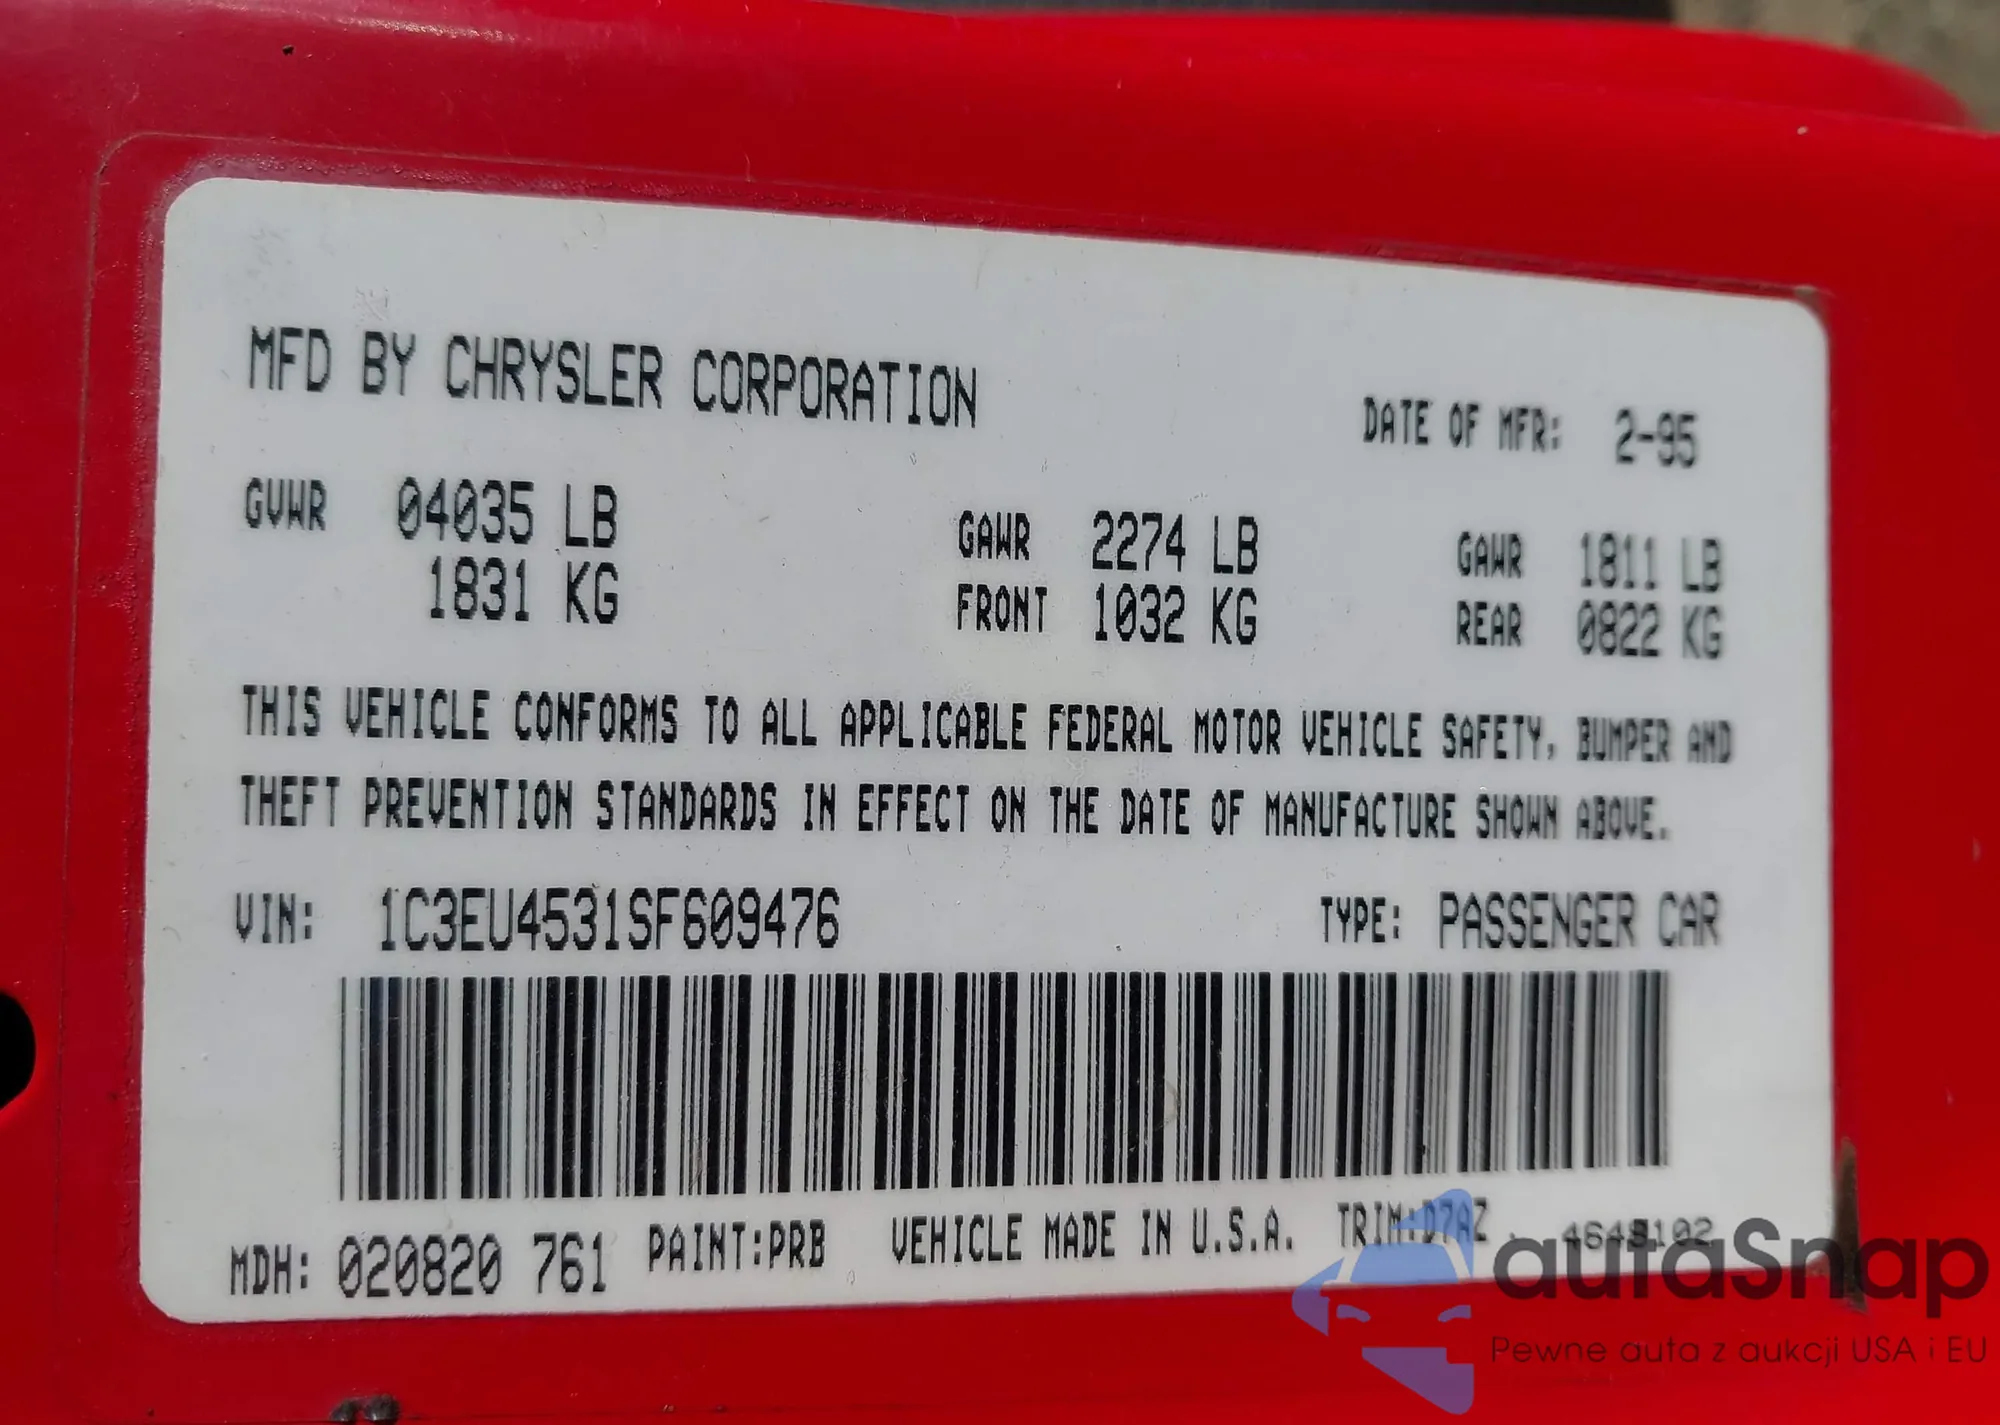 MFD BY CHRYSLER CORPORATION
DATE OF MFR: 2-95
GVWR 04035 LB
1831 KG
GAWR 2274 LB
FRONT 1032 KG
GAWR 1811 LB
REAR 0822 KG
THIS VEHICLE CONFORMS TO ALL APPLICABLE FEDERAL MOTOR VEHICLE SAFETY, BUMPER AND
THEFT PREVENTION STANDARDS IN EFFECT ON THE DATE OF MANUFACTURE SHOWN ABOVE.
VIN: 1C3EU4531SF609476
TYPE: PASSENGER CAR
MDH: 020820 761 PAINT:PRB VEHICLE MADE IN U.S.A. TRIM:D7AZ
autaSnap
Pewne auta z aukcji USA i EU